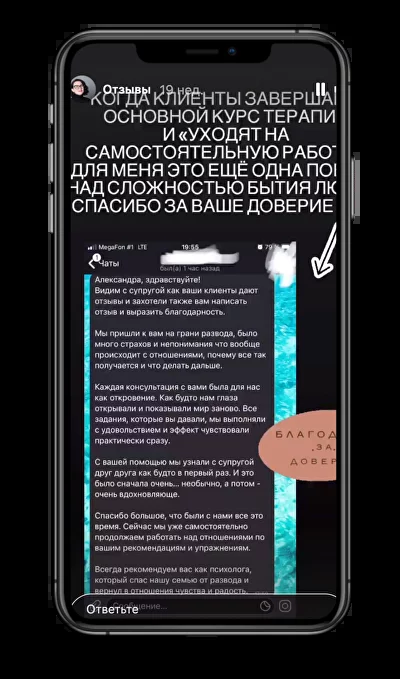 Отзывы 19 нед.
КОГДА КЛИЕНТЫ ЗАВЕРША
ОСНОВНОЙ КУРС ТЕРАПИ
И «УХОДЯТ НА
САМОСТОЯТЕЛЬНУЮ РАБОТ
ДЛЯ МЕНЯ ЭТО ЕЩЁ ОДНА ПО
НАД СЛОЖНОСТЬЮ БЫТИЯ ЛЮ
СПАСИБО ЗА ВАШЕ ДОВЕРИЕ
MegaFon #1 LTE
19:55
79
1
Чаты
был(а) 1 час назад
Александра, здравствуйте!
Видим с супругой как ваши клиенты дают
отзывы и захотели также вам написать
отзыв и выразить благодарность.
Мы пришли к вам на грани развода, было
много страхов и непонимания что вообще
происходит с отношениями, почему все так
получается и что делать дальше.
Каждая консультация с вами была для нас
как откровение. Как будто нам глаза
открывали и показывали мир заново. Все
задания, которые вы давали, мы выполняли
с удовольствием и эффект чувствовали
практически сразу.
С вашей помощью мы узнали с супругой
друг друга как будто в первый раз. И это
было сначала очень... необычно, а потом -
очень вдохновляюще.
Спасибо большое, что были с нами все это
время. Сейчас мы уже самостоятельно
продолжаем работать над отношениями по
вашим рекомендациям и упражнениям.
Всегда рекомендуем вас как психолога,
который спас нашу семью от развода и
вернул в отношения чувства и радость.
БЛАГОД
ЗА
ДОВЕР
Сообщение...
Ответьте